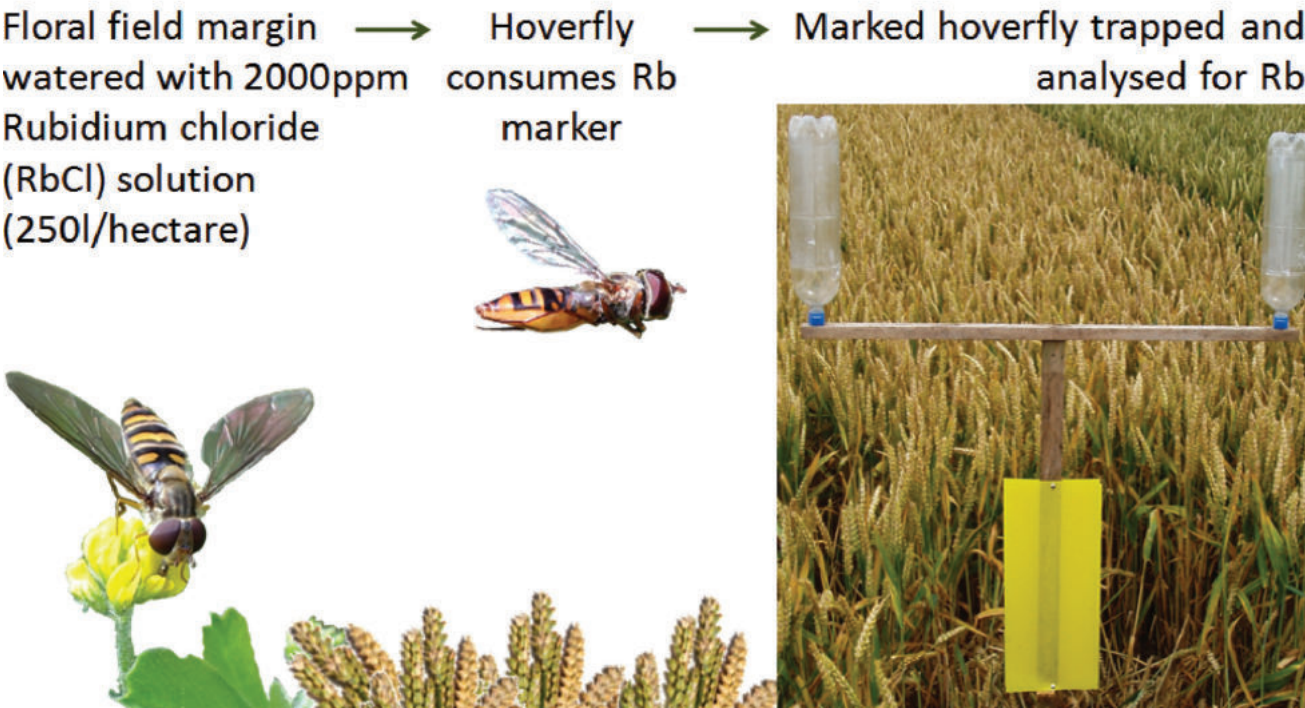 Floral field margin
watered with 2000ppm
Rubidium chloride
(RbCl) solution
(250l/hectare)
Hoverfly
consumes Rb
marker
Marked hoverfly trapped and
analysed for Rb